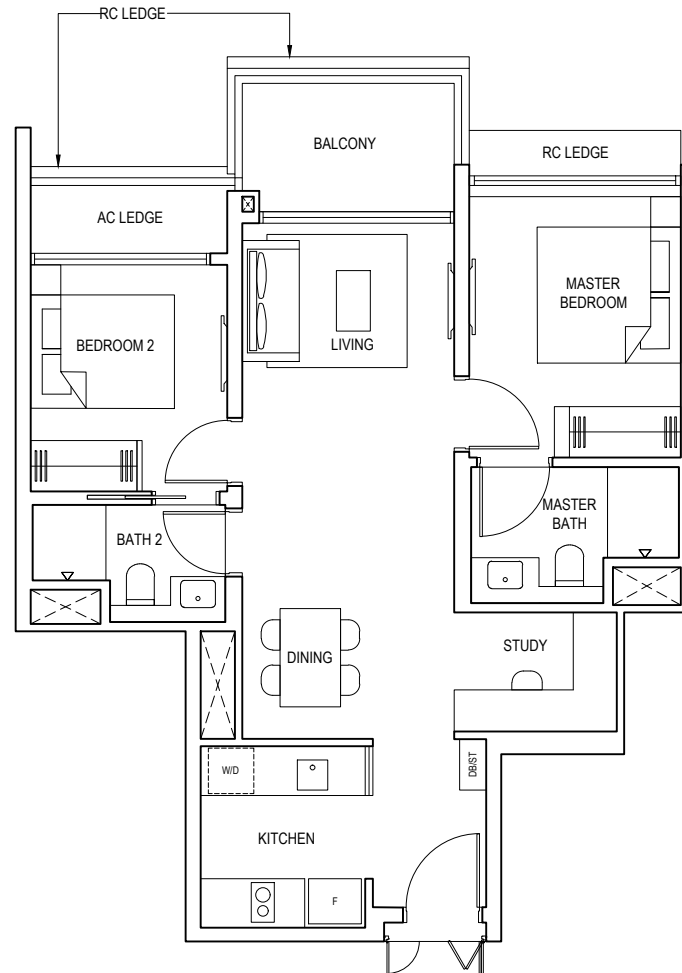 RC LEDGE
BALCONY
RC LEDGE
AC LEDGE
MASTER
BEDROOM
BEDROOM 2
LIVING
MASTER
BATH
BATH 2
STUDY
DINING
W/D
DB/ST
KITCHEN
F